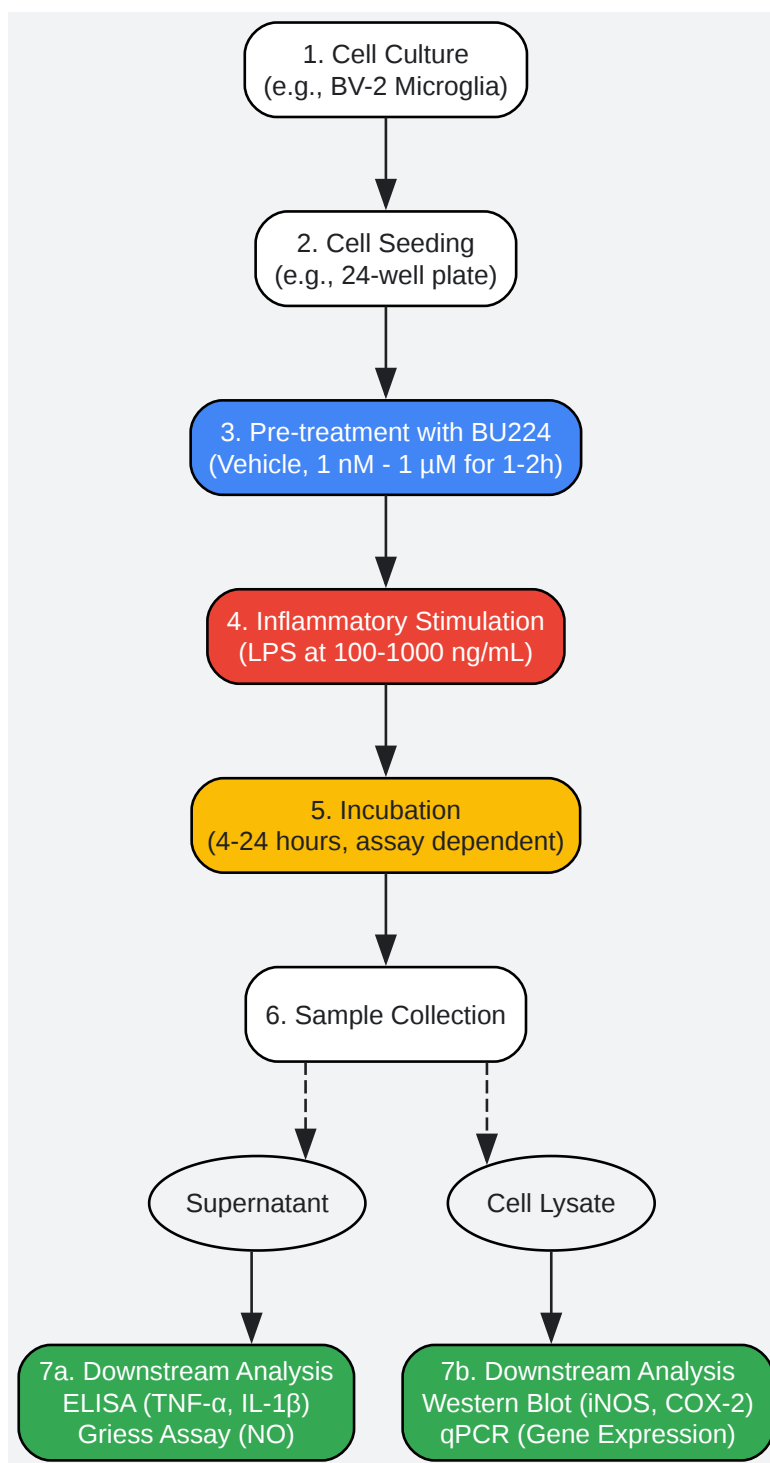 1. Cell Culture
(e.g., BV-2 Microglia)
2. Cell Seeding
(e.g., 24-well plate)
3. Pre-treatment with BU224
(Vehicle, 1 nM - 1 µM for 1-2h)
4. Inflammatory Stimulation
(LPS at 100-1000 ng/mL)
5. Incubation
(4-24 hours, assay dependent)
6. Sample Collection
Supernatant
Cell Lysate
7a. Downstream Analysis
ELISA (TNF-α, IL-1β)
Griess Assay (NO)
7b. Downstream Analysis
Western Blot (iNOS, COX-2)
qPCR (Gene Expression)